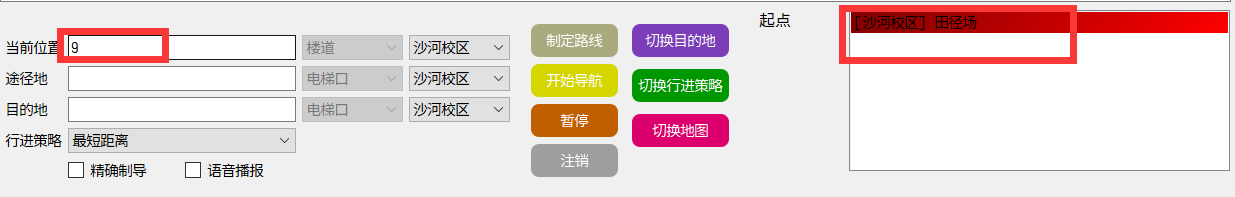 当前位置 9 楼道 沙河校区
途径地 电梯口 沙河校区
目的地 电梯口 沙河校区
行进策略 最短距离
精确制导 语音播报
制定路线 切换目的地
开始导航 切换行进策略
暂停 切换地图
注销
起点
[沙河校区] 田径场